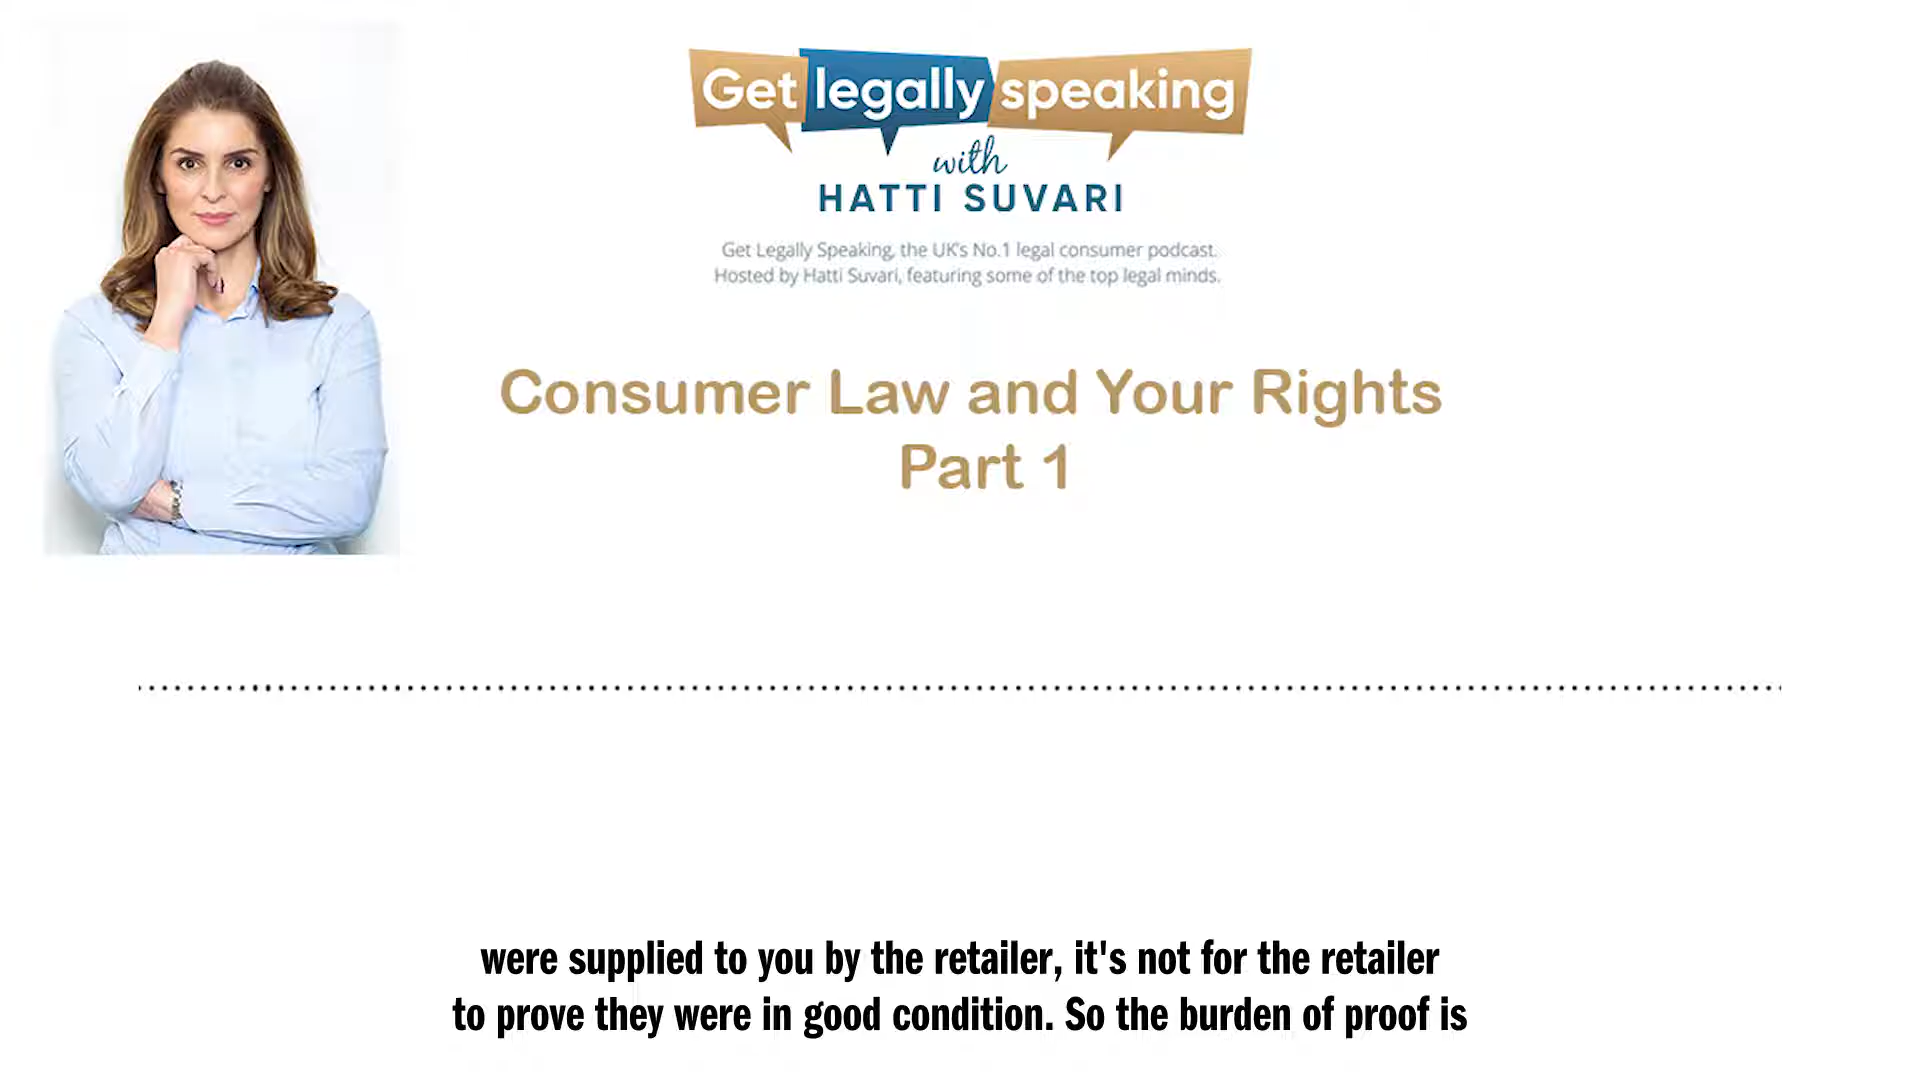 Get legally speaking
with
HATTI SUVARI
Get Legally Speaking, the UK's No.1 legal consumer podcast.
Hosted by Hatti Suvari, featuring some of the top legal minds.
Consumer Law and Your Rights
Part 1
were supplied to you by the retailer, it's not for the retailer
to prove they were in good condition. So the burden of proof is